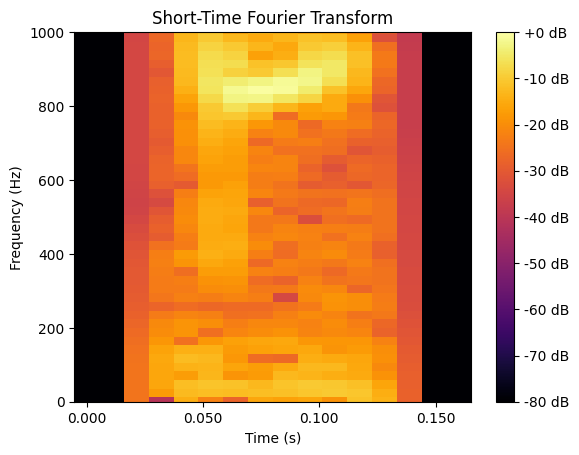 Short-Time Fourier Transform
1000
800
600
400
200
0
Frequency (Hz)
0.000
0.050
0.100
0.150
Time (s)
+0 dB
-10 dB
-20 dB
-30 dB
-40 dB
-50 dB
-60 dB
-70 dB
-80 dB